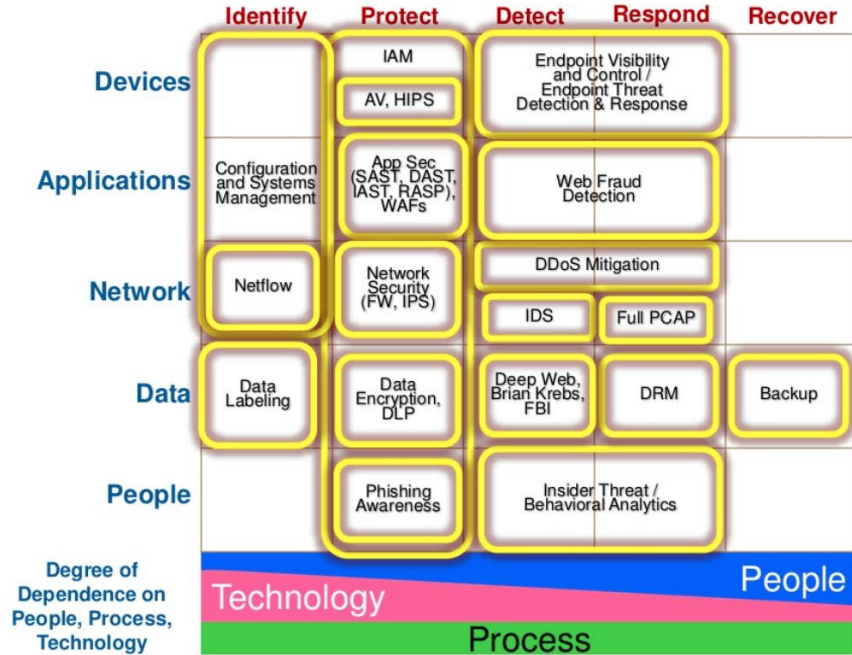 Identify Protect Detect Respond Recover
Devices
IAM
AV, HIPS
Endpoint Visibility
and Control /
Endpoint Threat
Detection & Response
Applications
Configuration
and Systems
Management
App Sec
(SAST, DAST,
IAST, RASP),
WAFs
Web Fraud
Detection
Network
Netflow
Network
Security
(FW, IPS)
DDoS Mitigation
IDS
Full PCAP
Data
Data
Labeling
Data
Encryption,
DLP
Deep Web,
Brian Krebs,
FBI
DRM
Backup
People
Phishing
Awareness
Insider Threat /
Behavioral Analytics
Degree of
Dependence on
People, Process,
Technology
Technology
People
Process